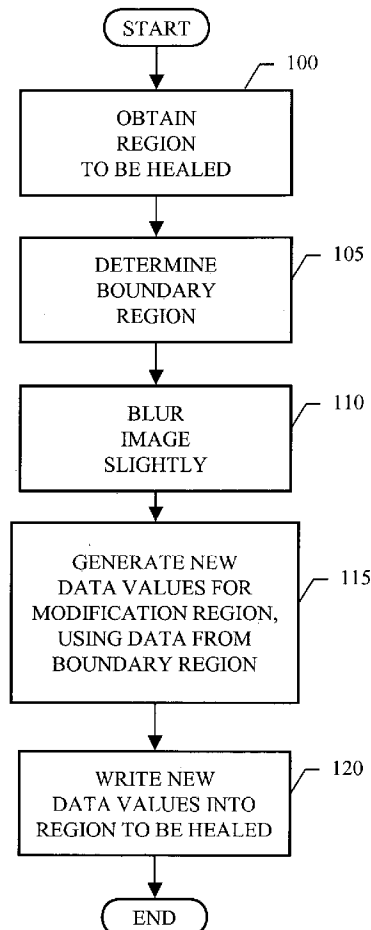 START
100
OBTAIN
REGION
TO BE HEALED
105
DETERMINE
BOUNDARY
REGION
110
BLUR
IMAGE
SLIGHTLY
115
GENERATE NEW
DATA VALUES FOR
MODIFICATION REGION,
USING DATA FROM
BOUNDARY REGION
120
WRITE NEW
DATA VALUES INTO
REGION TO BE HEALED
END